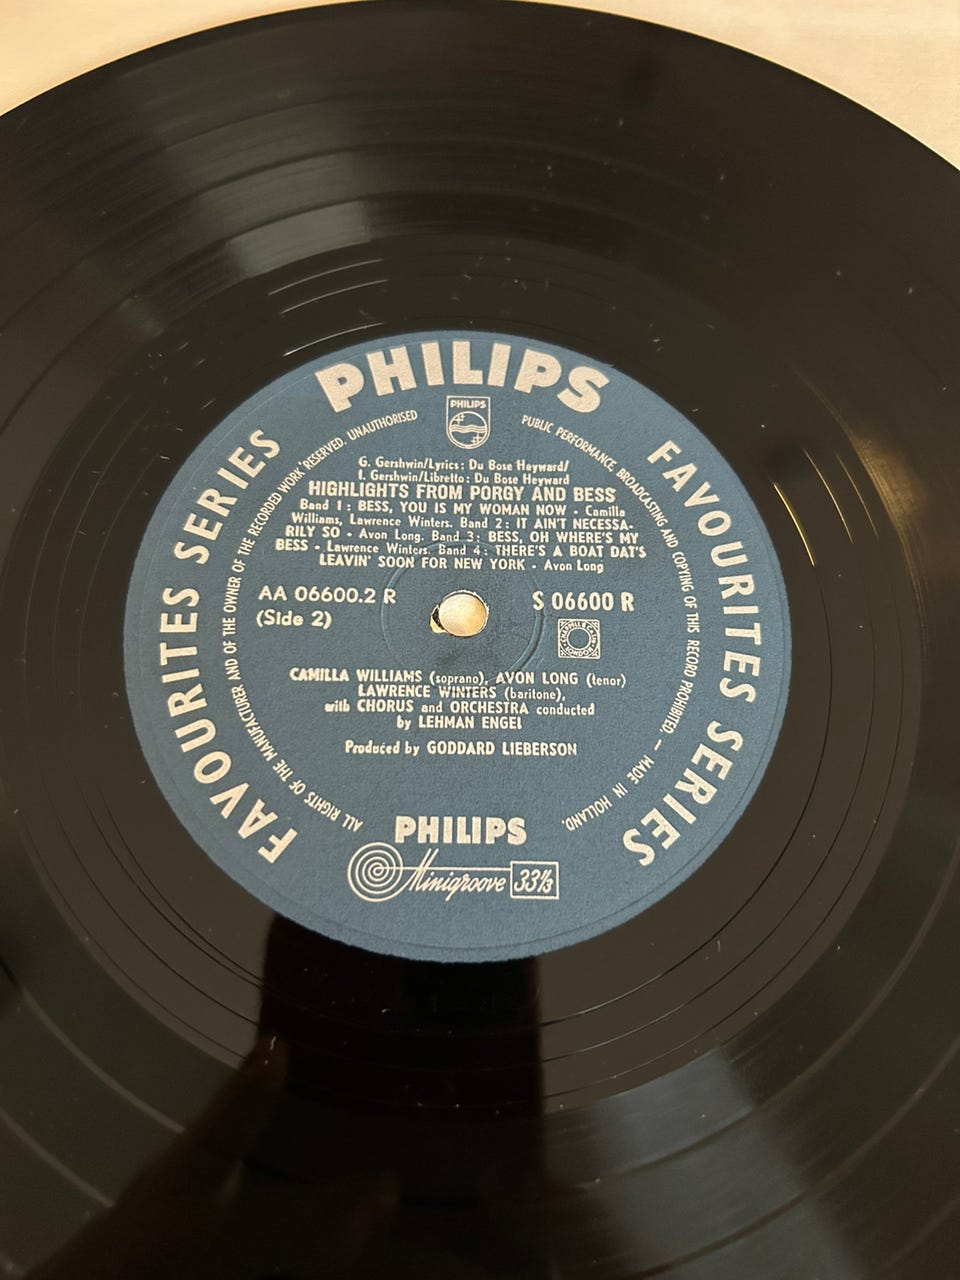 PHILIPS
PHILIPS
FAVOURITES SERIES
FAVOURITES SERIES
ALL RIGHTS OF THE MANUFACTURER AND OF THE OWNER OF THE RECORDED WORK RESERVED. UNAUTHORISED
PUBLIC PERFORMANCE, BROADCASTING AND COPYING OF THIS RECORD PROHIBITED. — MADE IN HOLLAND.
G. Gershwin/Lyrics: Du Bose Heyward/
I. Gershwin/Libretto: Du Bose Heyward
HIGHLIGHTS FROM PORGY AND BESS
Band 1: BESS, YOU IS MY WOMAN NOW - Camilla
Williams, Lawrence Winters. Band 2: IT AIN'T NECESSA-
RILY SO - Avon Long. Band 3: BESS, OH WHERE'S MY
BESS - Lawrence Winters. Band 4: THERE'S A BOAT DAT'S
LEAVIN' SOON FOR NEW YORK - Avon Long
AA 06600.2 R
(Side 2)
S 06600 R
CHAPPELL & Co Ltd
LONDON
CAMILLA WILLIAMS (soprano), AVON LONG (tenor)
LAWRENCE WINTERS (baritone),
with CHORUS and ORCHESTRA conducted
by LEHMAN ENGEL
Produced by GODDARD LIEBERSON
PHILIPS
Minigroove 33⅓